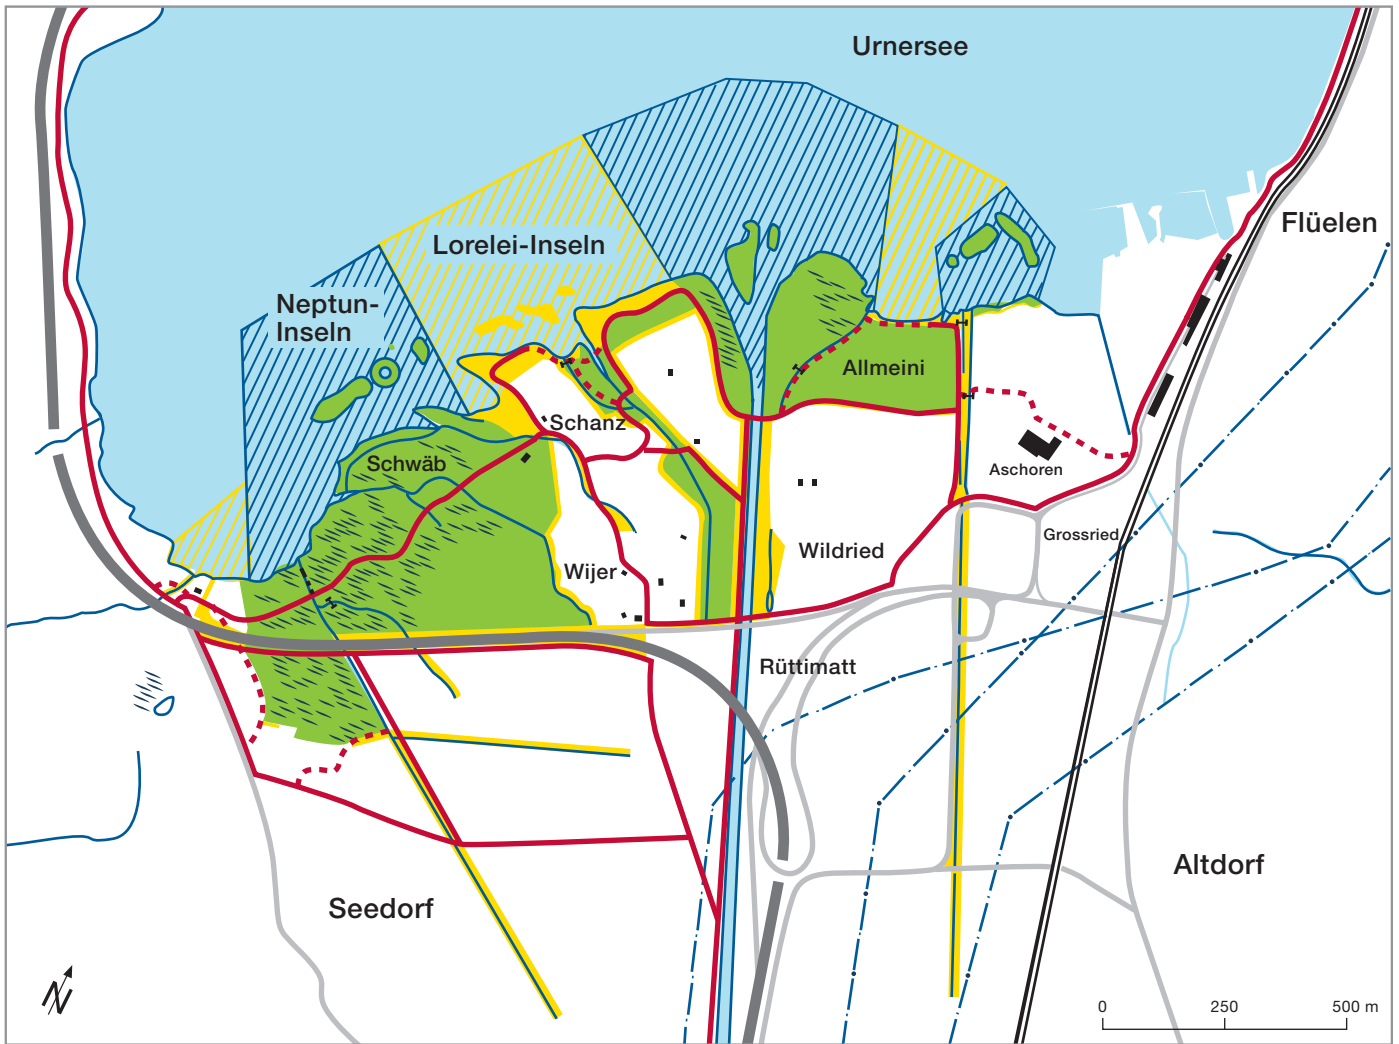 Urnersee
Flüelen
Lorelei-Inseln
Neptun-
Inseln
Allmeini
Schanz
Schwäb
Aschoren
Grossried
Wildried
Wijer
Rüttimatt
Altdorf
Seedorf
N
0 250 500 m